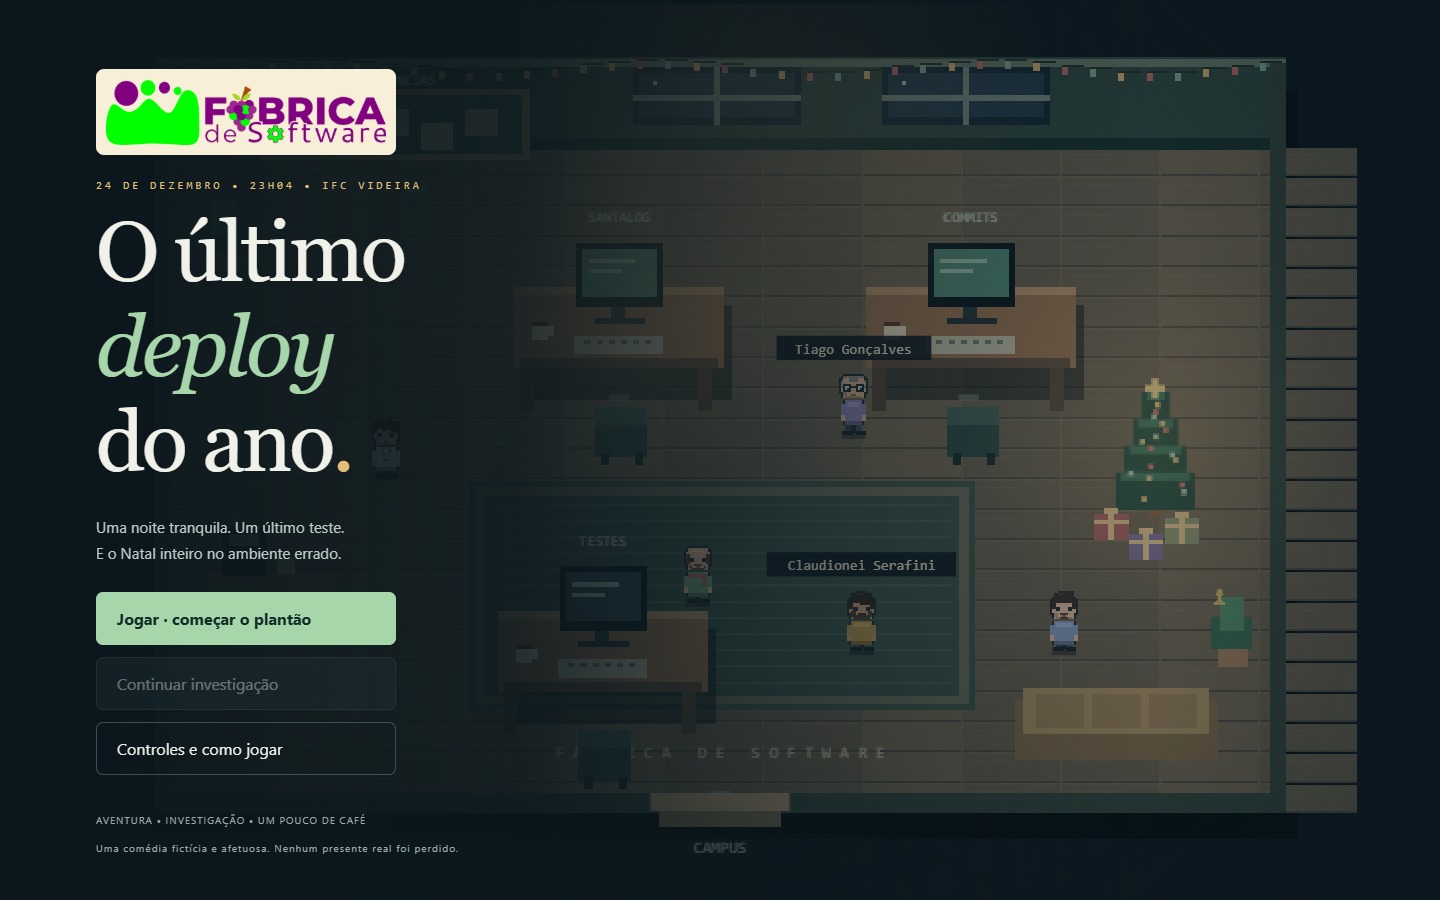 FÁBRICA
de Software
24 DE DEZEMBRO • 23H04 • IFC VIDEIRA
O último
deploy
do ano.
Uma noite tranquila. Um último teste.
E o Natal inteiro no ambiente errado.
Jogar · começar o plantão
Continuar investigação
Controles e como jogar
AVENTURA • INVESTIGAÇÃO • UM POUCO DE CAFÉ
Uma comédia fictícia e afetuosa. Nenhum presente real foi perdido.
SANTALOG
COMMITS
Tiago Gonçalves
TESTES
Claudionei Serafini
DE SOFTWARE
CAMPUS